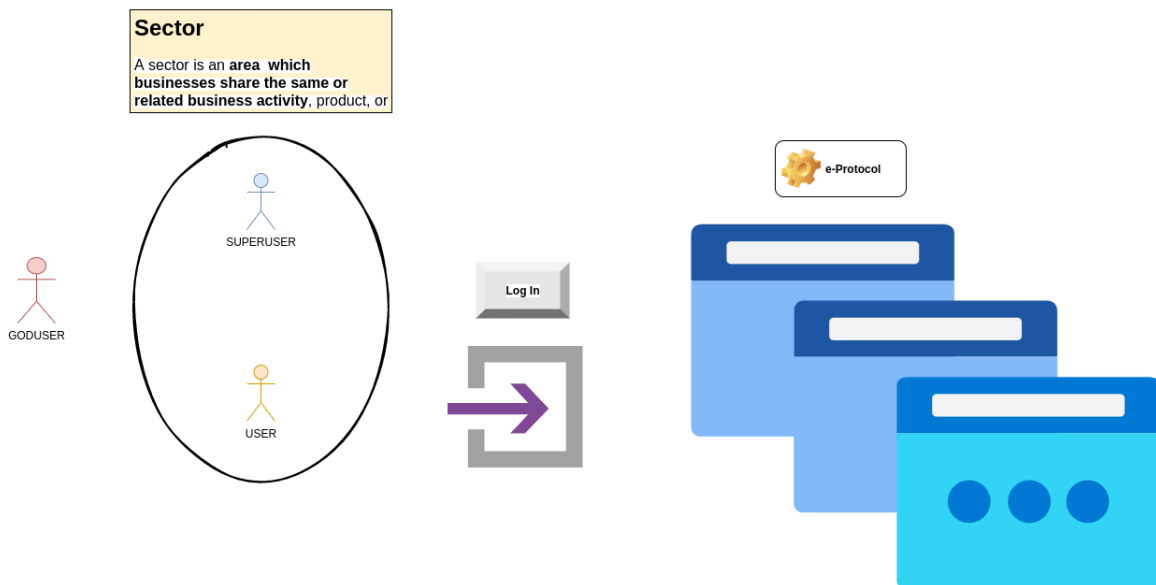 Sector
A sector is an area which
businesses share the same or
related business activity, product, or
e-Protocol
SUPERUSER
Log In
GODUSER
USER